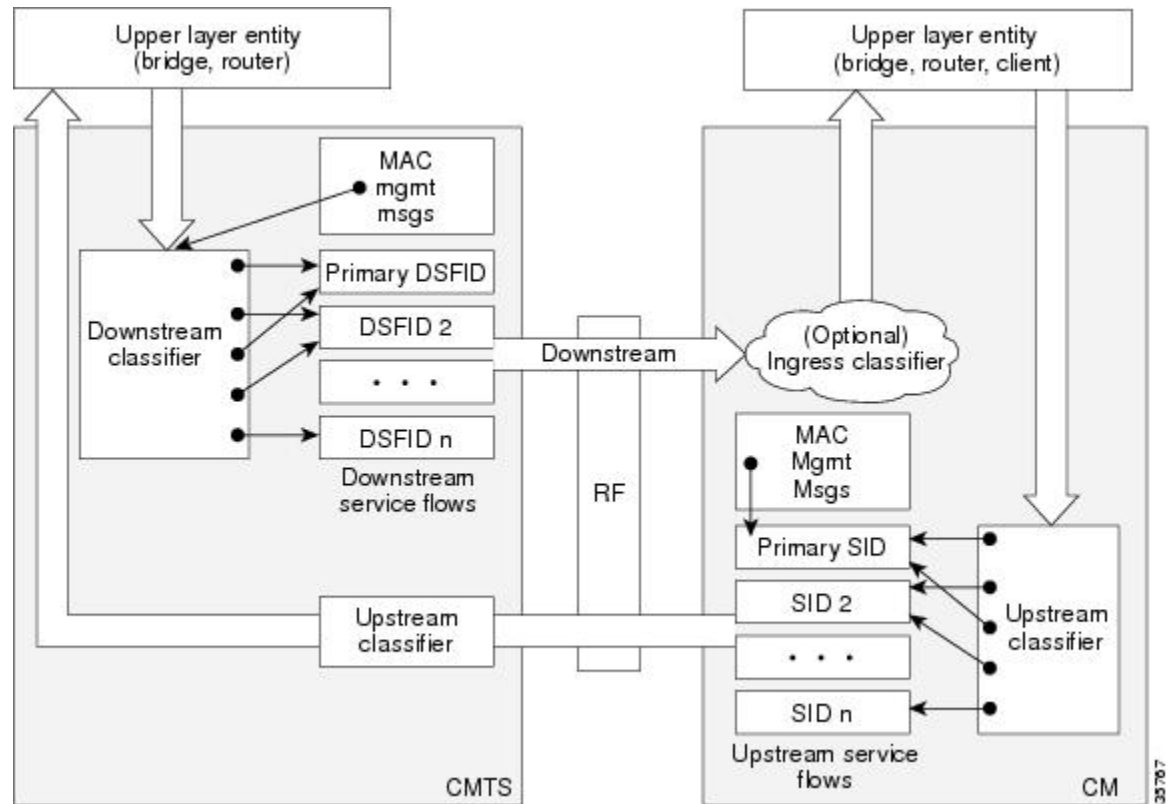 Upper layer entity
(bridge, router)
Upper layer entity
(bridge, router, client)
MAC
mgmt
msgs
Primary DSFID
Downstream
classifier
DSFID 2
. . .
DSFID n
Downstream
service flows
Downstream
(Optional)
Ingress classifier
RF
MAC
Mgmt
Msgs
Primary SID
SID 2
. . .
SID n
Upstream
classifier
Upstream service
flows
Upstream
classifier
CMTS
CM
35767